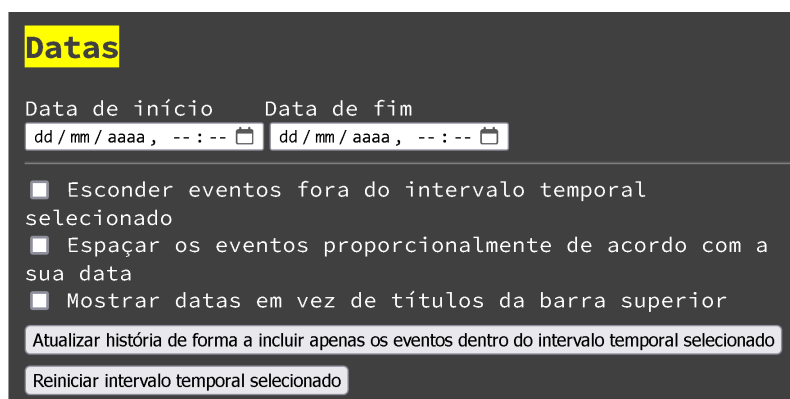 Datas
Data de início Data de fim
dd/mm/aaaa, --:-- dd/mm/aaaa, --:--
Esconder eventos fora do intervalo temporal
selecionado
Espaçar os eventos proporcionalmente de acordo com a
sua data
Mostrar datas em vez de títulos da barra superior
Atualizar história de forma a incluir apenas os eventos dentro do intervalo temporal selecionado
Reiniciar intervalo temporal selecionado